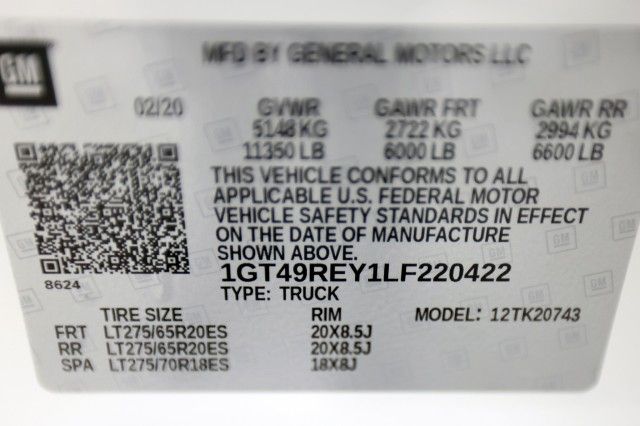 GM
MFD BY GENERAL MOTORS LLC
02/20 GVWR GAWR FRT GAWR RR
5148 KG 2722 KG 2994 KG
11350 LB 6000 LB 6600 LB
THIS VEHICLE CONFORMS TO ALL
APPLICABLE U.S. FEDERAL MOTOR
VEHICLE SAFETY STANDARDS IN EFFECT
ON THE DATE OF MANUFACTURE
SHOWN ABOVE.
8624
1GT49REY1LF220422
TYPE: TRUCK
TIRE SIZE RIM MODEL: 12TK20743
FRT LT275/65R20ES 20X8.5J
RR LT275/65R20ES 20X8.5J
SPA LT275/70R18ES 18X8J